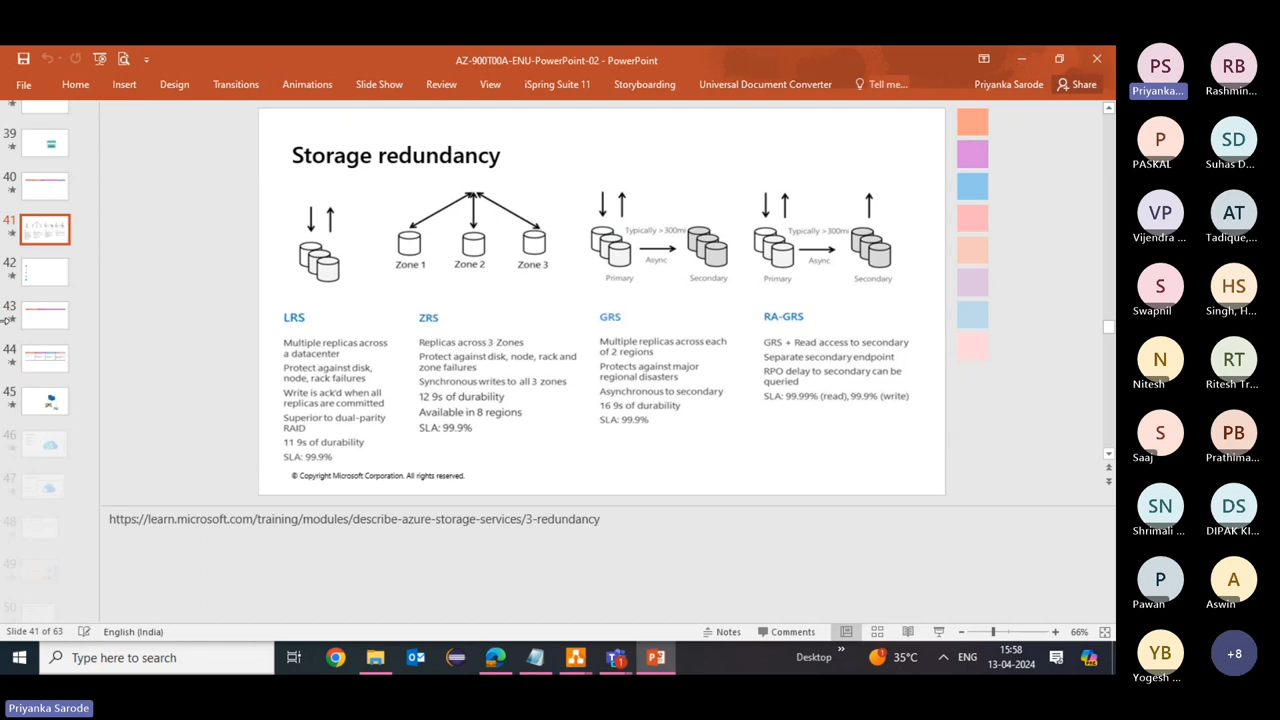 AZ-900T00A-ENU-PowerPoint-02 - PowerPoint
File Home Insert Design Transitions Animations Slide Show Review View iSpring Suite 11 Storyboarding Universal Document Converter Tell me... Priyanka Sarode Share
39
40
41
42
43
44
45
46
47
48
49
50
Storage redundancy
Zone 1
Zone 2
Zone 3
Typically >300mi
Async
Primary
Secondary
Typically >300mi
Async
Primary
Secondary
LRS
Multiple replicas across
a datacenter
Protect against disk,
node, rack failures
Write is ack'd when all
replicas are committed
Superior to dual-parity
RAID
11 9s of durability
SLA: 99.9%
ZRS
Replicas across 3 Zones
Protect against disk, node, rack and
zone failures
Synchronous writes to all 3 zones
12 9s of durability
Available in 8 regions
SLA: 99.9%
GRS
Multiple replicas across each
of 2 regions
Protects against major
regional disasters
Asynchronous to secondary
16 9s of durability
SLA: 99.9%
RA-GRS
GRS + Read access to secondary
Separate secondary endpoint
RPO delay to secondary can be
queried
SLA: 99.99% (read), 99.9% (write)
© Copyright Microsoft Corporation. All rights reserved.
https://learn.microsoft.com/training/modules/describe-azure-storage-services/3-redundancy
Slide 41 of 63 English (India) Notes Comments 66%
Type here to search
Desktop
35°C
ENG
15:58
13-04-2024
Priyanka Sarode
PS
Priyanka...
RB
Rashmin...
P
PASKAL
SD
Suhas D...
VP
Vijendra ...
AT
Tadique,...
S
Swapnil
HS
Singh, H...
N
Nitesh
RT
Ritesh Tr...
S
Saaj
PB
Prathima...
SN
Shrimali ...
DS
DIPAK KI...
P
Pawan
A
Aswin
YB
Yogesh ...
+8